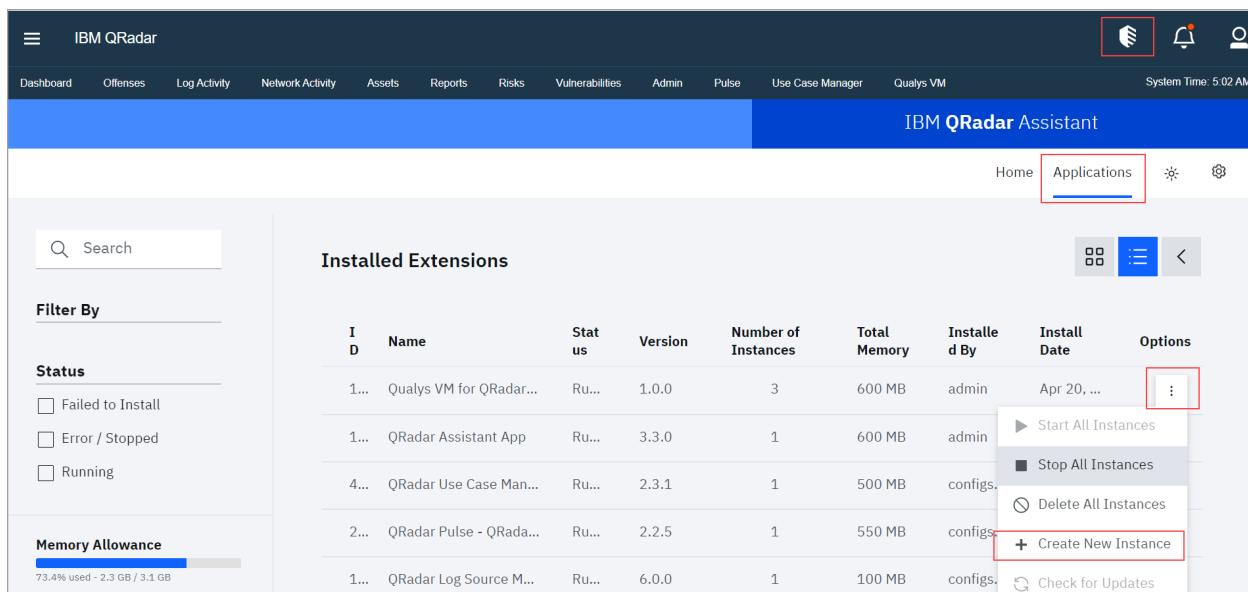 IBM QRadar
Dashboard Offenses Log Activity Network Activity Assets Reports Risks Vulnerabilities Admin Pulse Use Case Manager Qualys VM System Time: 5:02 AM
IBM QRadar Assistant
Home Applications
Search
Installed Extensions
Filter By
Status
Failed to Install
Error / Stopped
Running
Memory Allowance
73.4% used - 2.3 GB / 3.1 GB
ID Name Status Version Number of Instances Total Memory Installed By Install Date Options
1... Qualys VM for QRadar... Ru... 1.0.0 3 600 MB admin Apr 20, ...
1... QRadar Assistant App Ru... 3.3.0 1 600 MB admin
4... QRadar Use Case Man... Ru... 2.3.1 1 500 MB configs.
2... QRadar Pulse - QRada... Ru... 2.2.5 1 550 MB configs.
1... QRadar Log Source M... Ru... 6.0.0 1 100 MB configs.
Start All Instances
Stop All Instances
Delete All Instances
Create New Instance
Check for Updates